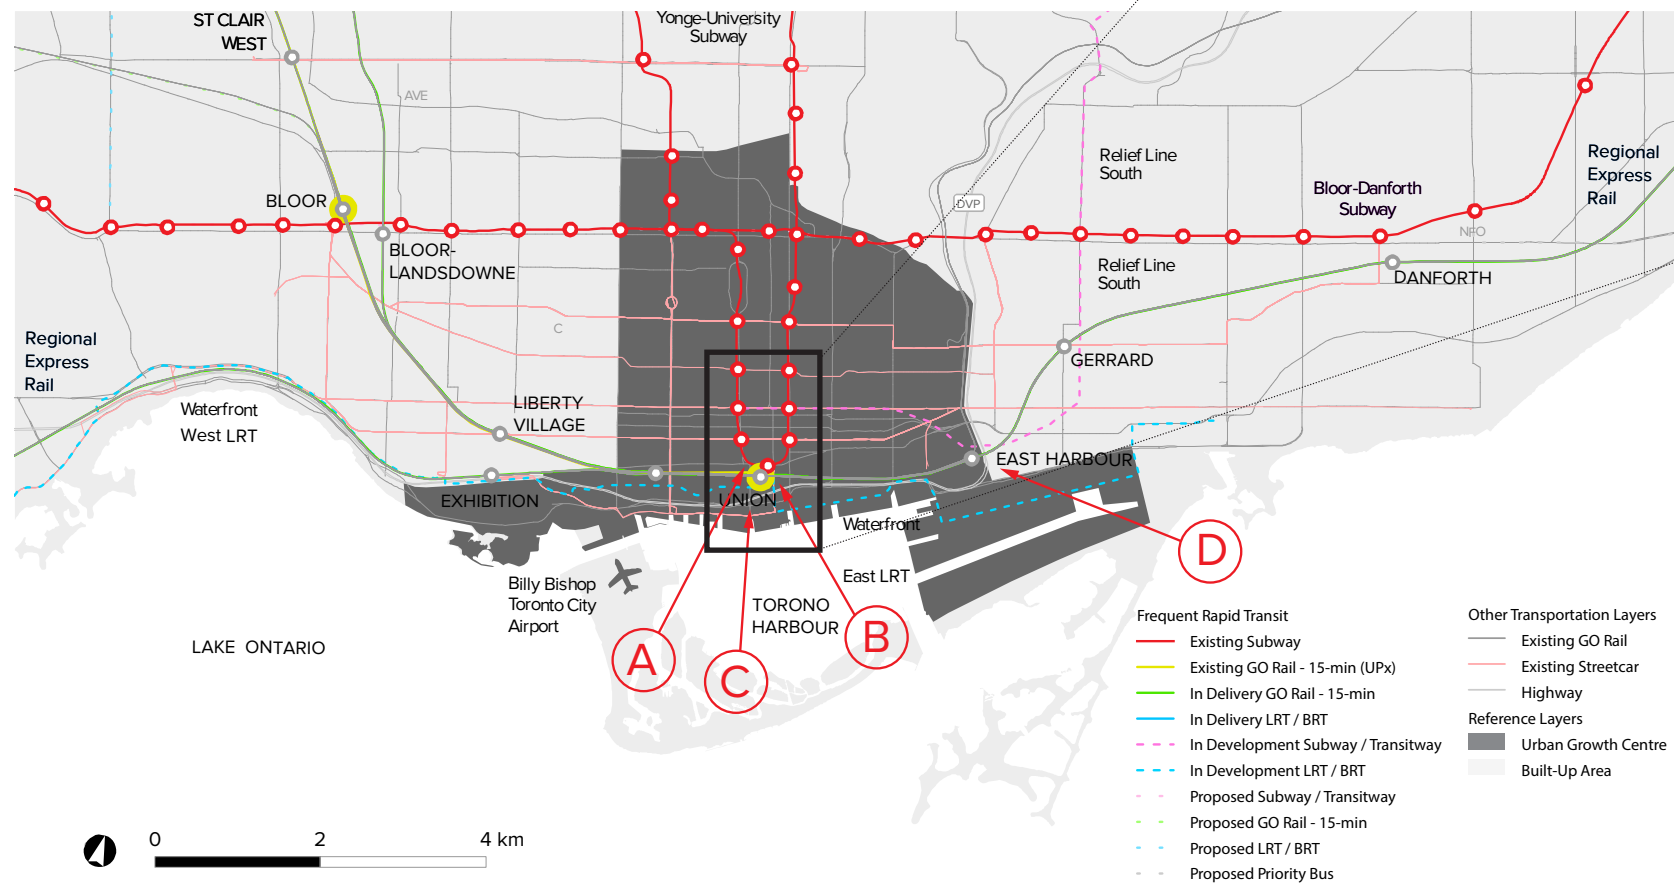 ST CLAIR
WEST
Yonge-University
Subway
AVE
Relief Line
South
Regional
Express
Rail
Bloor-Danforth
Subway
BLOOR
DVP
NFO
BLOOR-
LANDSDOWNE
Relief Line
South
DANFORTH
C
Regional
Express
Rail
GERRARD
Waterfront
West LRT
LIBERTY
VILLAGE
EAST HARBOUR
EXHIBITION
UNION
Waterfront
East LRT
D
Billy Bishop
Toronto City
Airport
TORONO
HARBOUR
A
C
B
LAKE ONTARIO
Frequent Rapid Transit
Existing Subway
Existing GO Rail - 15-min (UPx)
In Delivery GO Rail - 15-min
In Delivery LRT / BRT
In Development Subway / Transitway
In Development LRT / BRT
Proposed Subway / Transitway
Proposed GO Rail - 15-min
Proposed LRT / BRT
Proposed Priority Bus
Other Transportation Layers
Existing GO Rail
Existing Streetcar
Highway
Reference Layers
Urban Growth Centre
Built-Up Area
0 2 4 km